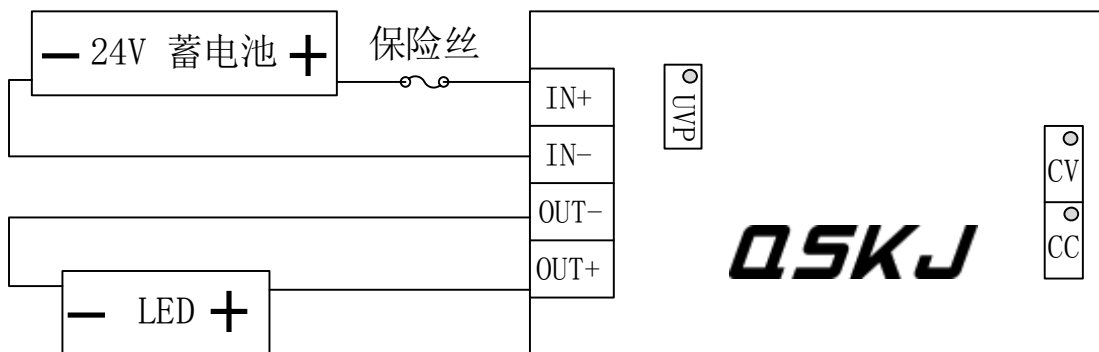 − 24V 蓄电池 +
保险丝
IN+
IN−
OUT−
OUT+
UVP
CV
CC
QSKJ
− LED +